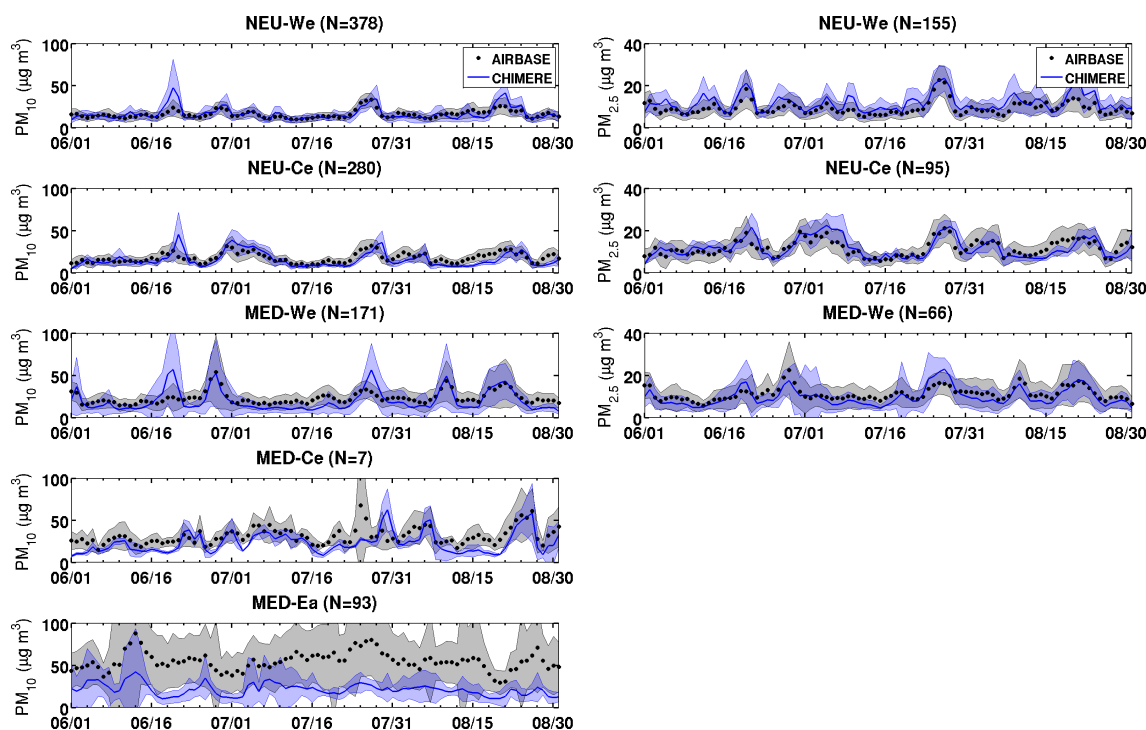 NEU-We (N=378)
PM10 (µg m3)
100
50
0
AIRBASE
CHIMERE
06/01 06/16 07/01 07/16 07/31 08/15 08/30
NEU-We (N=155)
PM2.5 (µg m3)
40
20
0
AIRBASE
CHIMERE
06/01 06/16 07/01 07/16 07/31 08/15 08/30
NEU-Ce (N=280)
PM10 (µg m3)
100
50
0
06/01 06/16 07/01 07/16 07/31 08/15 08/30
NEU-Ce (N=95)
PM2.5 (µg m3)
40
20
0
06/01 06/16 07/01 07/16 07/31 08/15 08/30
MED-We (N=171)
PM10 (µg m3)
100
50
0
06/01 06/16 07/01 07/16 07/31 08/15 08/30
MED-We (N=66)
PM2.5 (µg m3)
40
20
0
06/01 06/16 07/01 07/16 07/31 08/15 08/30
MED-Ce (N=7)
PM10 (µg m3)
100
50
0
06/01 06/16 07/01 07/16 07/31 08/15 08/30
MED-Ea (N=93)
PM10 (µg m3)
100
50
0
06/01 06/16 07/01 07/16 07/31 08/15 08/30